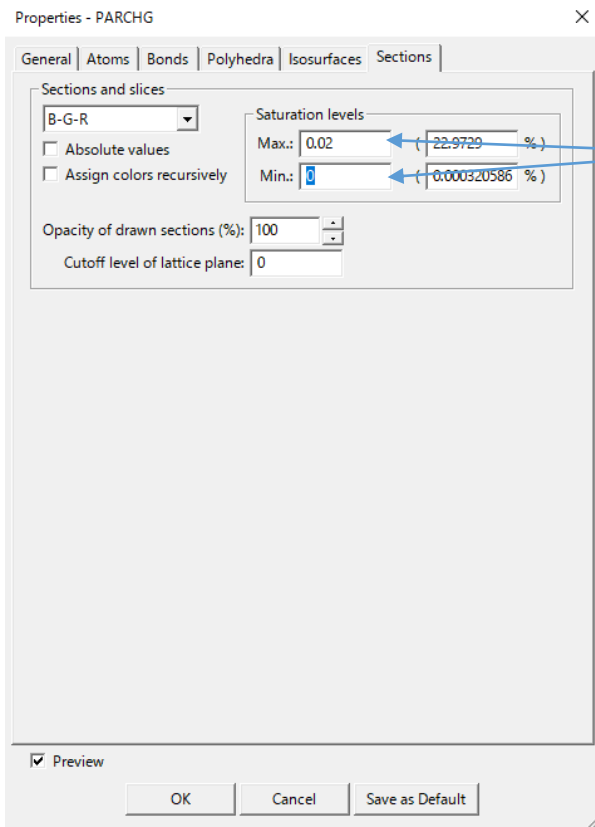 Properties - PARCHG
General Atoms Bonds Polyhedra Isosurfaces Sections
Sections and slices
B-G-R
Absolute values
Assign colors recursively
Saturation levels
Max.: 0.02 ( 22.9729 % )
Min.: 0 ( 0.000320586 % )
Opacity of drawn sections (%): 100
Cutoff level of lattice plane: 0
Preview
OK Cancel Save as Default